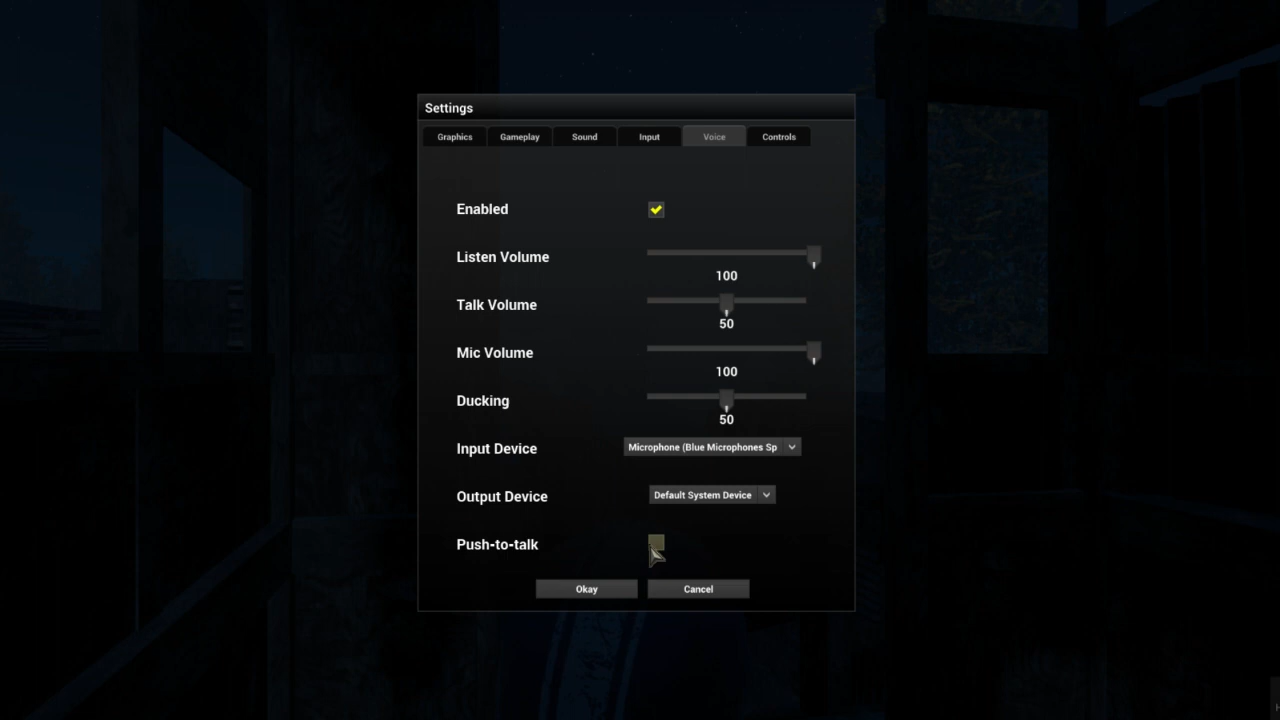 Settings
Graphics Gameplay Sound Input Voice Controls
Enabled
Listen Volume
100
Talk Volume
50
Mic Volume
100
Ducking
50
Input Device Microphone (Blue Microphones Sp
Output Device Default System Device
Push-to-talk
Okay Cancel